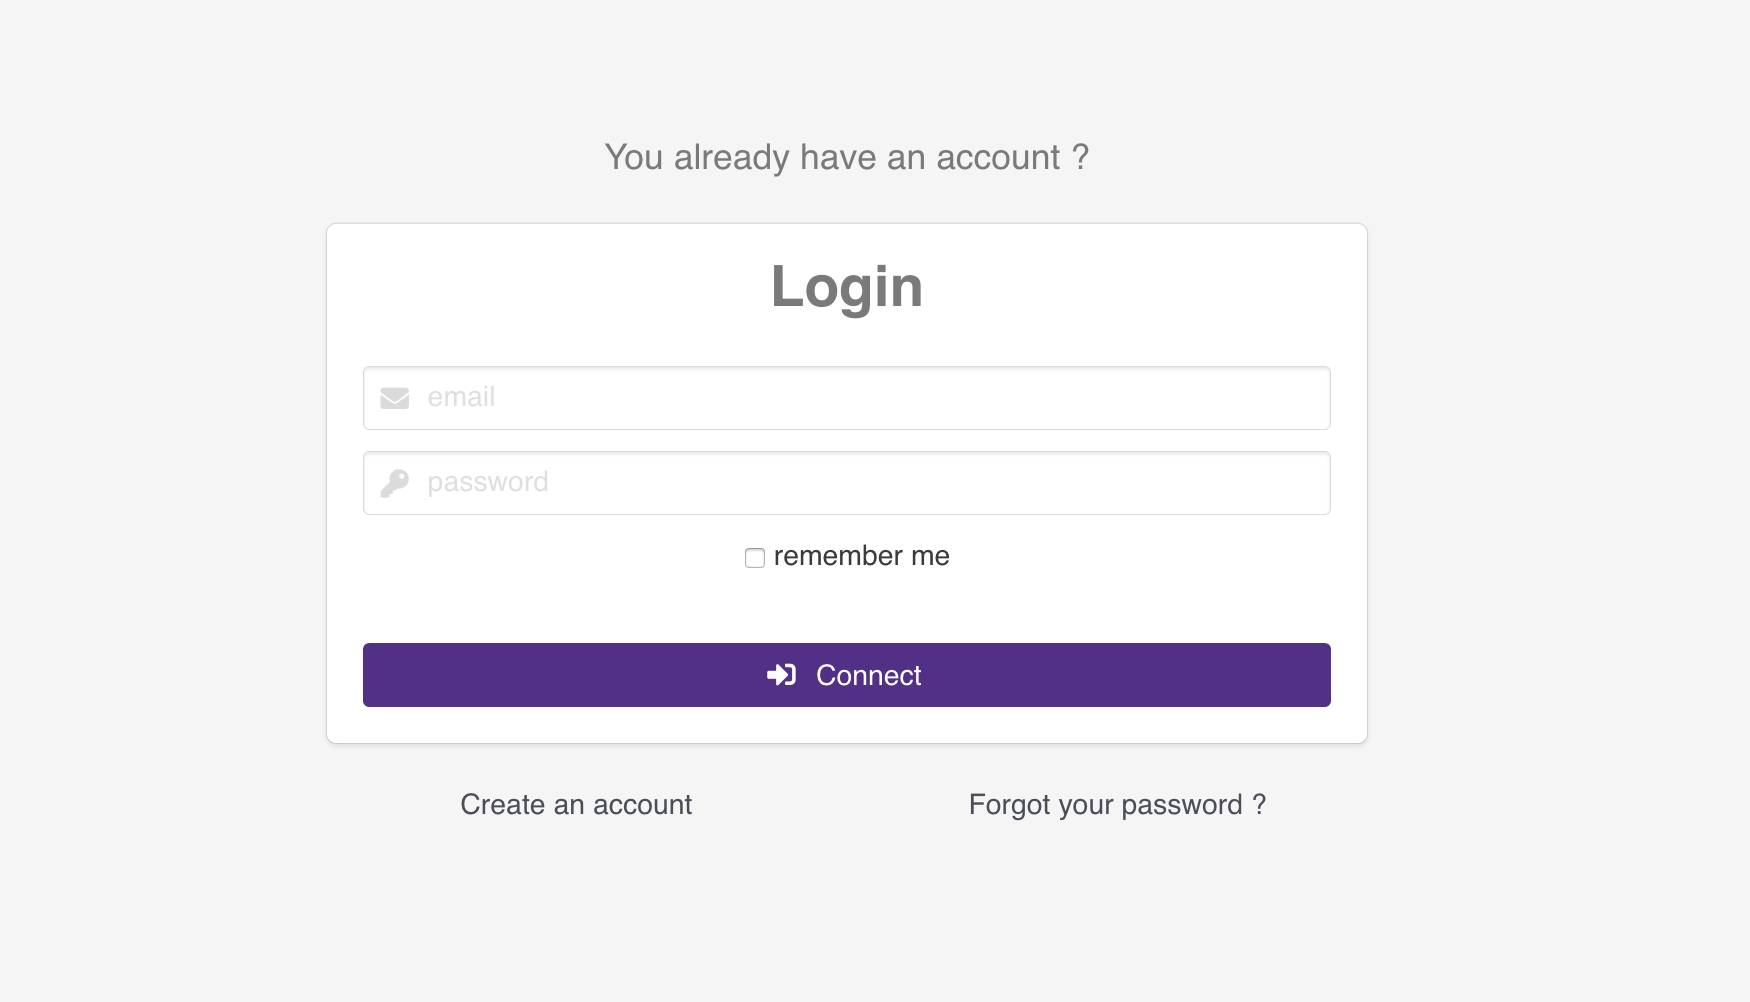 You already have an account ?
Login
email
password
remember me
Connect
Create an account
Forgot your password ?